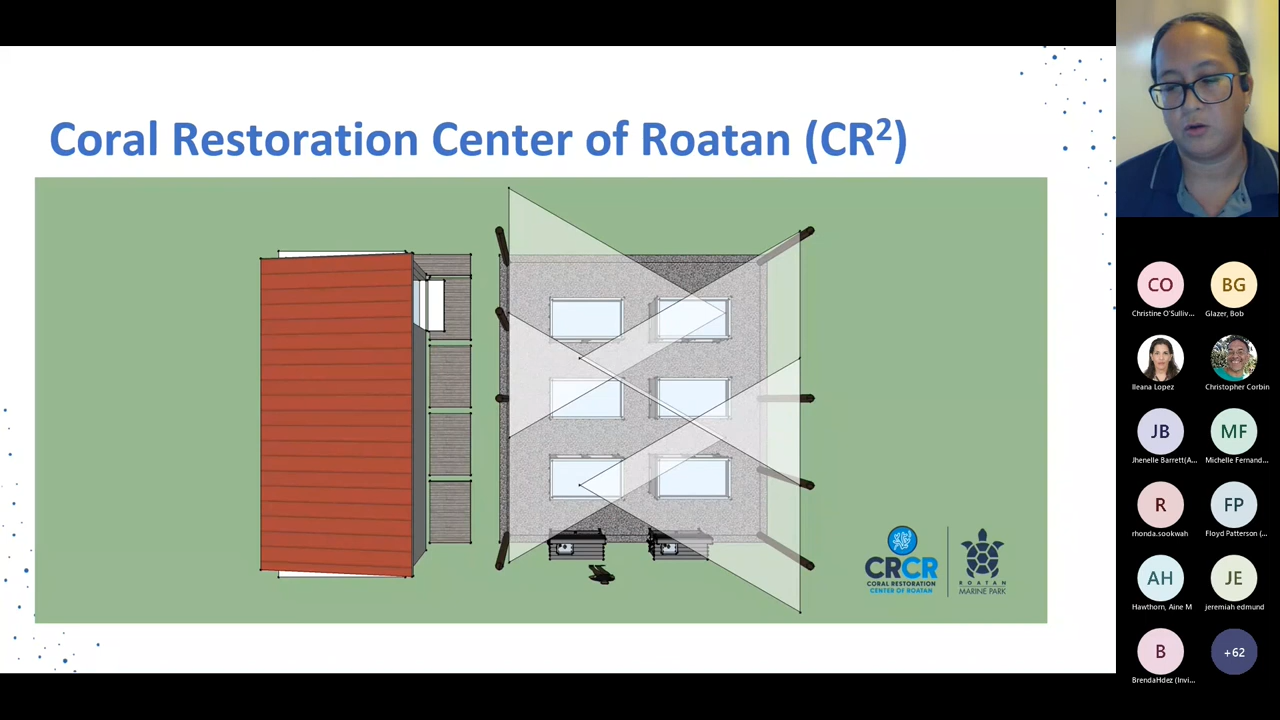 Coral Restoration Center of Roatan (CR²)
CRCR
CORAL RESTORATION
CENTER OF ROATAN
ROATAN
MARINE PARK
CO
Christine O'Sulliv...
BG
Glazer, Bob
Ileana Lopez
Christopher Corbin
JB
Jhenelle Barrett(A...
MF
Michelle Fernand...
R
rhonda.sookwah
FP
Floyd Patterson (...
AH
Hawthorn, Aine M
JE
jeremiah edmund
B
BrendaHdez (Invi...
+62